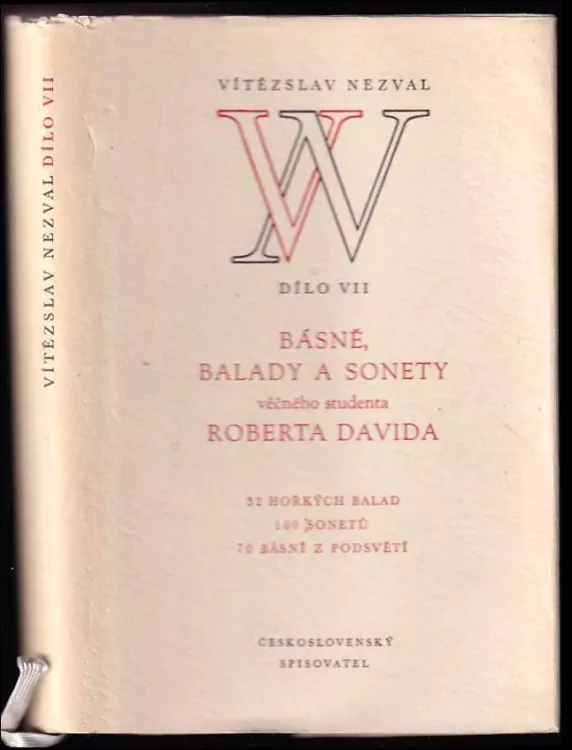 VÍTĚZSLAV NEZVAL DÍLO VII
VÍTĚZSLAV NEZVAL
VN
DÍLO VII
BÁSNĚ,
BALADY A SONETY
věčného studenta
ROBERTA DAVIDA
52 HOŘKÝCH BALAD
100 SONETŮ
70 BÁSNÍ Z PODSVĚTÍ
ČESKOSLOVENSKÝ
SPISOVATEL